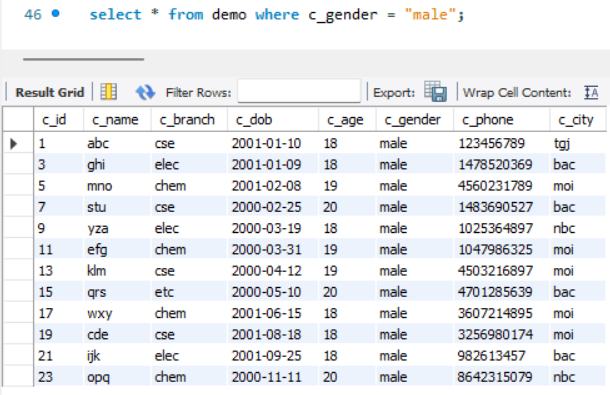 46 select * from demo where c_gender = "male";
Result Grid Filter Rows: Export: Wrap Cell Content: IA
c_id c_name c_branch c_dob c_age c_gender c_phone c_city
1 abc cse 2001-01-10 18 male 123456789 tgj
3 ghi elec 2001-01-09 18 male 1478520369 bac
5 mno chem 2001-02-08 19 male 4560231789 moi
7 stu cse 2000-02-25 20 male 1483690527 bac
9 yza elec 2000-03-19 18 male 1025364897 nbc
11 efg chem 2000-03-31 19 male 1047986325 moi
13 klm cse 2000-04-12 19 male 4503216897 moi
15 qrs etc 2000-05-10 20 male 4701285639 bac
17 wxy chem 2001-06-15 18 male 3607214895 moi
19 cde cse 2001-08-18 18 male 3256980174 moi
21 ijk elec 2001-09-25 18 male 982613457 bac
23 opq chem 2000-11-11 20 male 8642315079 nbc